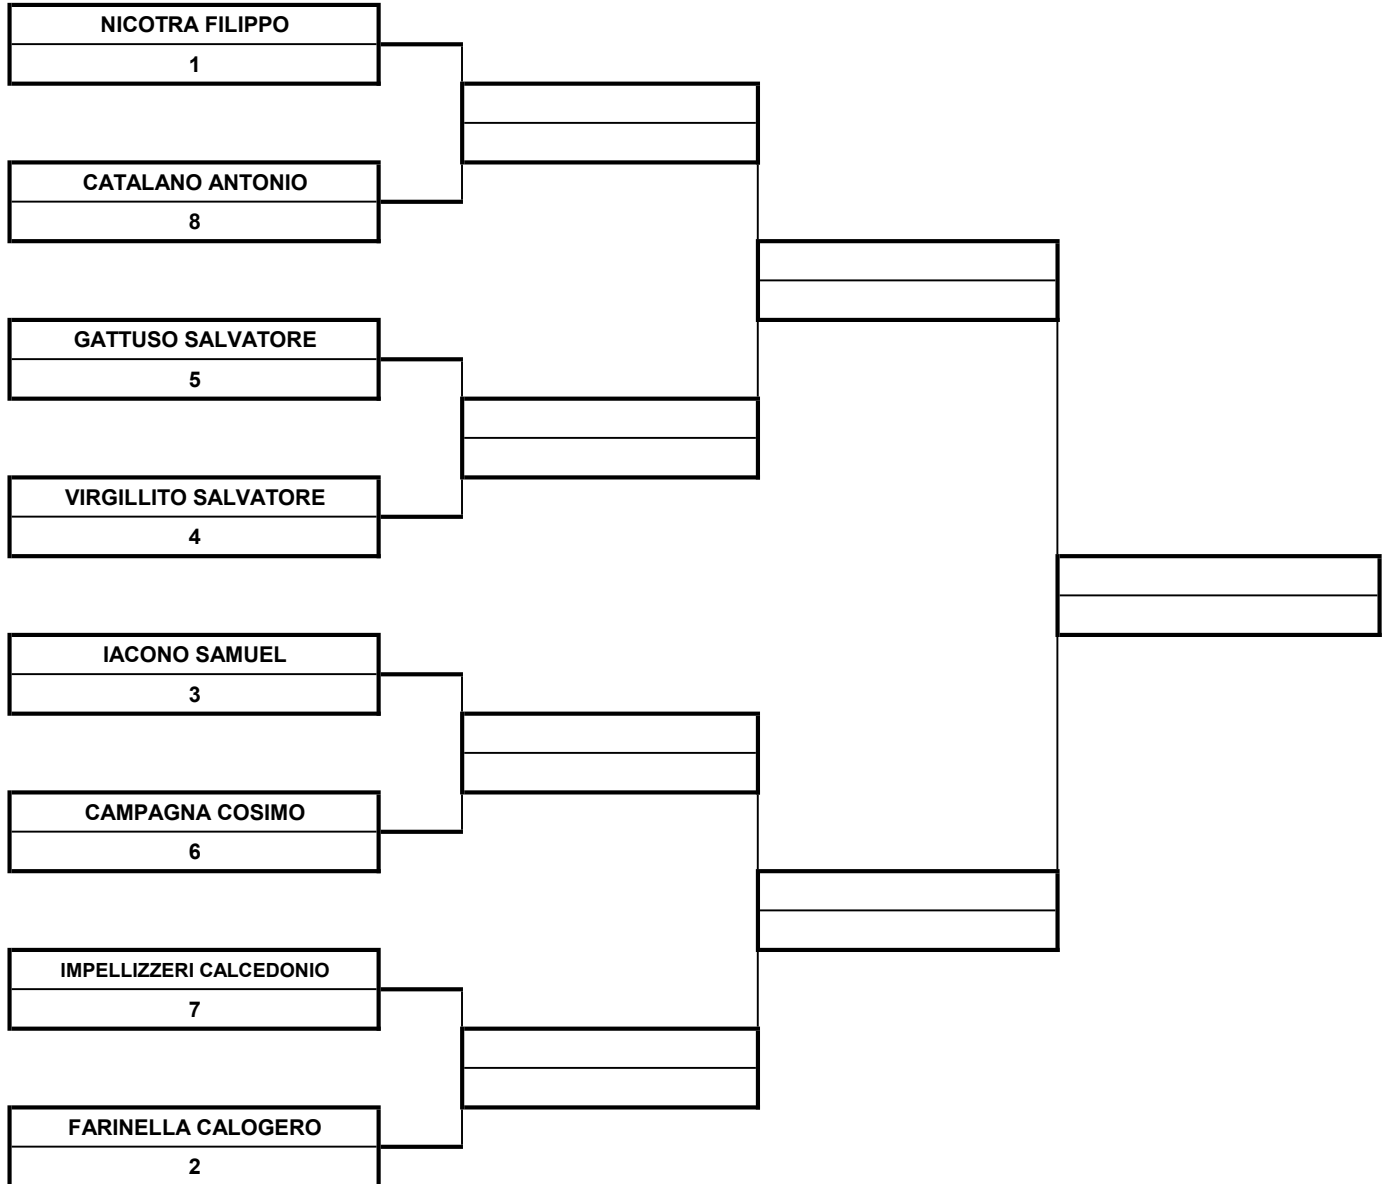 NICOTRA FILIPPO
1
CATALANO ANTONIO
8
GATTUSO SALVATORE
5
VIRGILLITO SALVATORE
4
IACONO SAMUEL
3
CAMPAGNA COSIMO
6
IMPELLIZZERI CALCEDONIO
7
FARINELLA CALOGERO
2